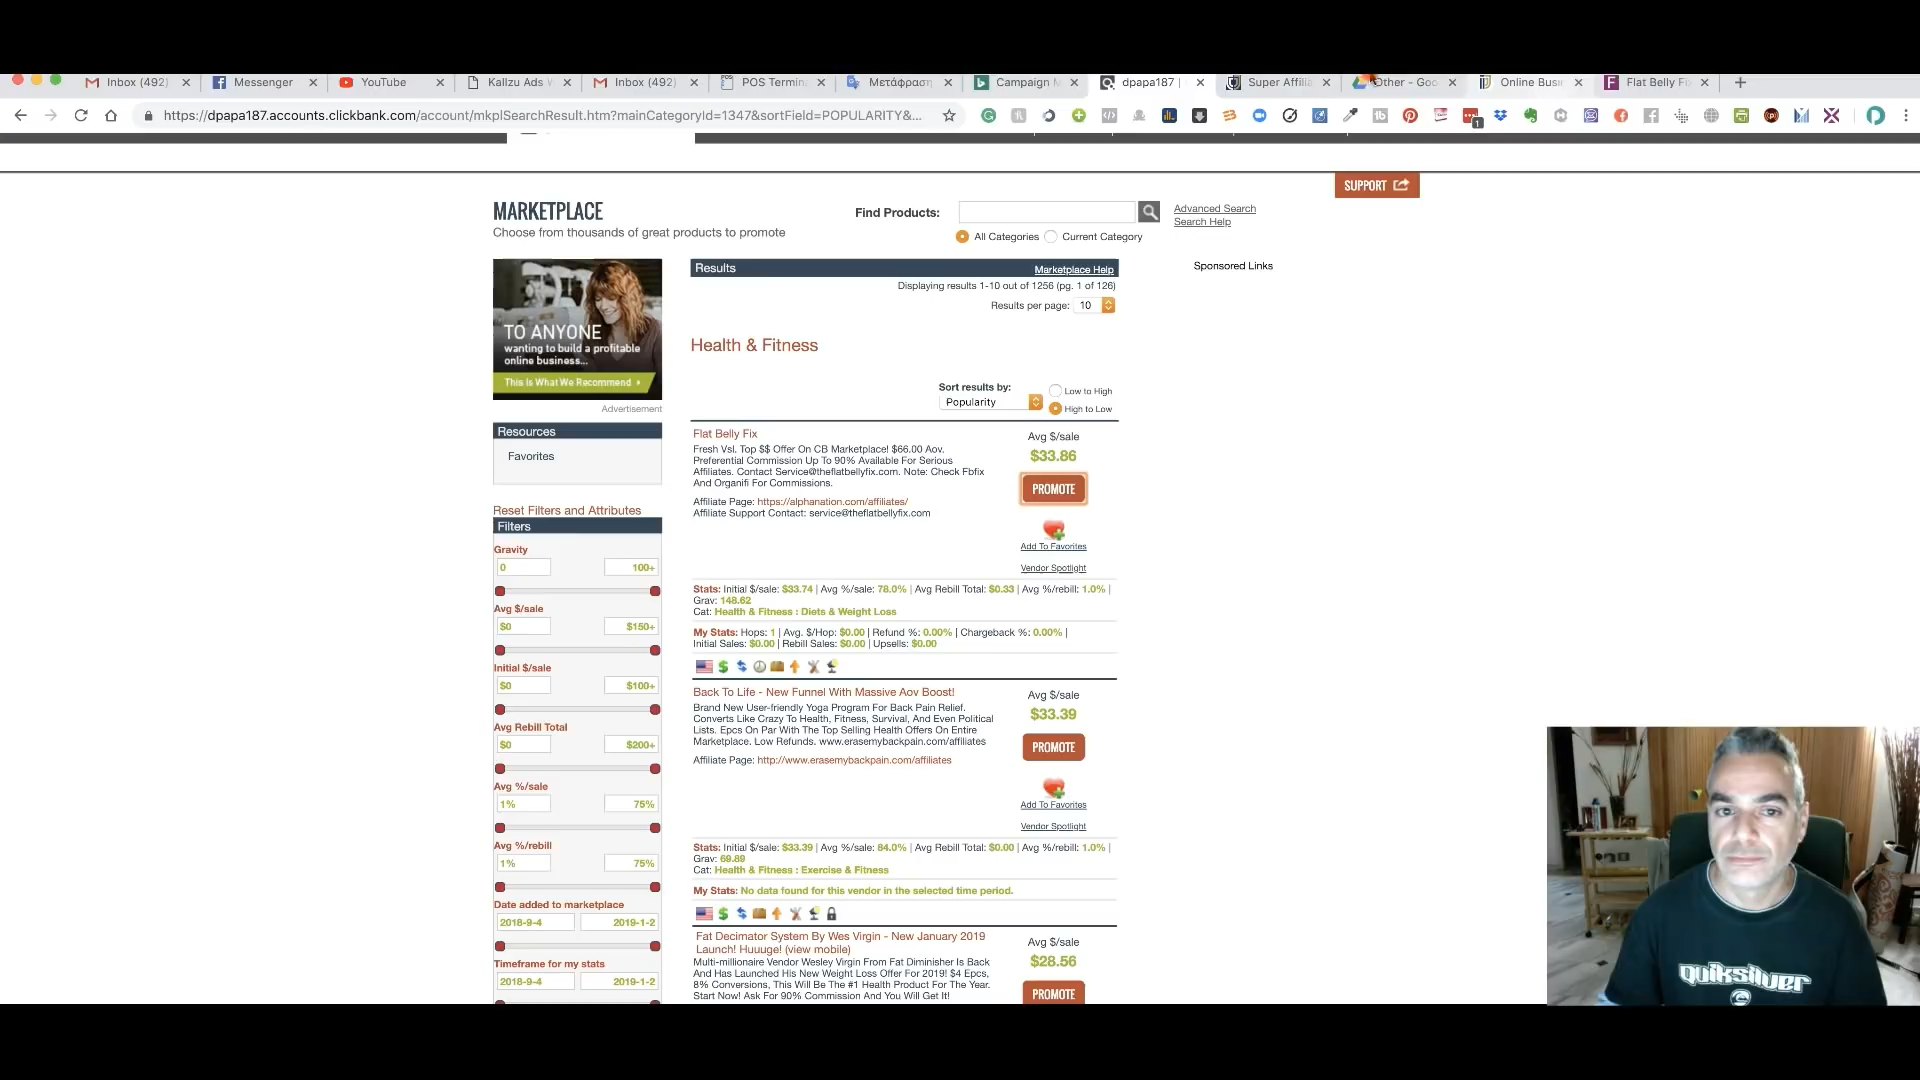 Inbox (492)
Messenger
YouTube
Kallzu Ads
Inbox (492)
POS Termin
Μετάφραση
Campaign M
dpapa187 |
Super Affilia
Other - Goo
Online Busi
Flat Belly Fi
https://dpapa187.accounts.clickbank.com/account/mkplSearchResult.htm?mainCategoryId=1347&sortField=POPULARITY&...
SUPPORT
MARKETPLACE
Choose from thousands of great products to promote
Find Products:
Advanced Search
Search Help
All Categories
Current Category
TO ANYONE
wanting to build a profitable
online business...
This Is What We Recommend
Advertisement
Resources
Favorites
Reset Filters and Attributes
Filters
Gravity
0 100+
Avg $/sale
$0 $150+
Initial $/sale
$0 $100+
Avg Rebill Total
$0 $200+
Avg %/sale
1% 75%
Avg %/rebill
1% 75%
Date added to marketplace
2018-9-4 2019-1-2
Timeframe for my stats
2018-9-4 2019-1-2
Results
Marketplace Help
Displaying results 1-10 out of 1256 (pg. 1 of 126)
Results per page: 10
Sponsored Links
Health & Fitness
Sort results by:
Popularity
Low to High
High to Low
Flat Belly Fix
Fresh Vsl. Top $$ Offer On CB Marketplace! $66.00 Aov.
Preferential Commission Up To 90% Available For Serious
Affiliates. Contact Service@theflatbellyfix.com. Note: Check Fbfix
And Organifi For Commissions.
Affiliate Page: https://alphanation.com/affiliates/
Affiliate Support Contact: service@theflatbellyfix.com
Avg $/sale
$33.86
PROMOTE
Add To Favorites
Vendor Spotlight
Stats: Initial $/sale: $33.74 | Avg %/sale: 78.0% | Avg Rebill Total: $0.33 | Avg %/rebill: 1.0% |
Grav: 148.62
Cat: Health & Fitness : Diets & Weight Loss
My Stats: Hops: 1 | Avg. $/Hop: $0.00 | Refund %: 0.00% | Chargeback %: 0.00% |
Initial Sales: $0.00 | Rebill Sales: $0.00 | Upsells: $0.00
Back To Life - New Funnel With Massive Aov Boost!
Brand New User-friendly Yoga Program For Back Pain Relief.
Converts Like Crazy To Health, Fitness, Survival, And Even Political
Lists. Epcs On Par With The Top Selling Health Offers On Entire
Marketplace. Low Refunds. www.erasemybackpain.com/affiliates
Affiliate Page: http://www.erasemybackpain.com/affiliates
Avg $/sale
$33.39
PROMOTE
Add To Favorites
Vendor Spotlight
Stats: Initial $/sale: $33.39 | Avg %/sale: 84.0% | Avg Rebill Total: $0.00 | Avg %/rebill: 1.0% |
Grav: 69.89
Cat: Health & Fitness : Exercise & Fitness
My Stats: No data found for this vendor in the selected time period.
Fat Decimator System By Wes Virgin - New January 2019
Launch! Huuuge! (view mobile)
Multi-millionaire Vendor Wesley Virgin From Fat Diminisher Is Back
And Has Launched His New Weight Loss Offer For 2019! $4 Epcs,
8% Conversions, This Will Be The #1 Health Product For The Year.
Start Now! Ask For 90% Commission And You Will Get It!
Avg $/sale
$28.56
PROMOTE
Quiksilver